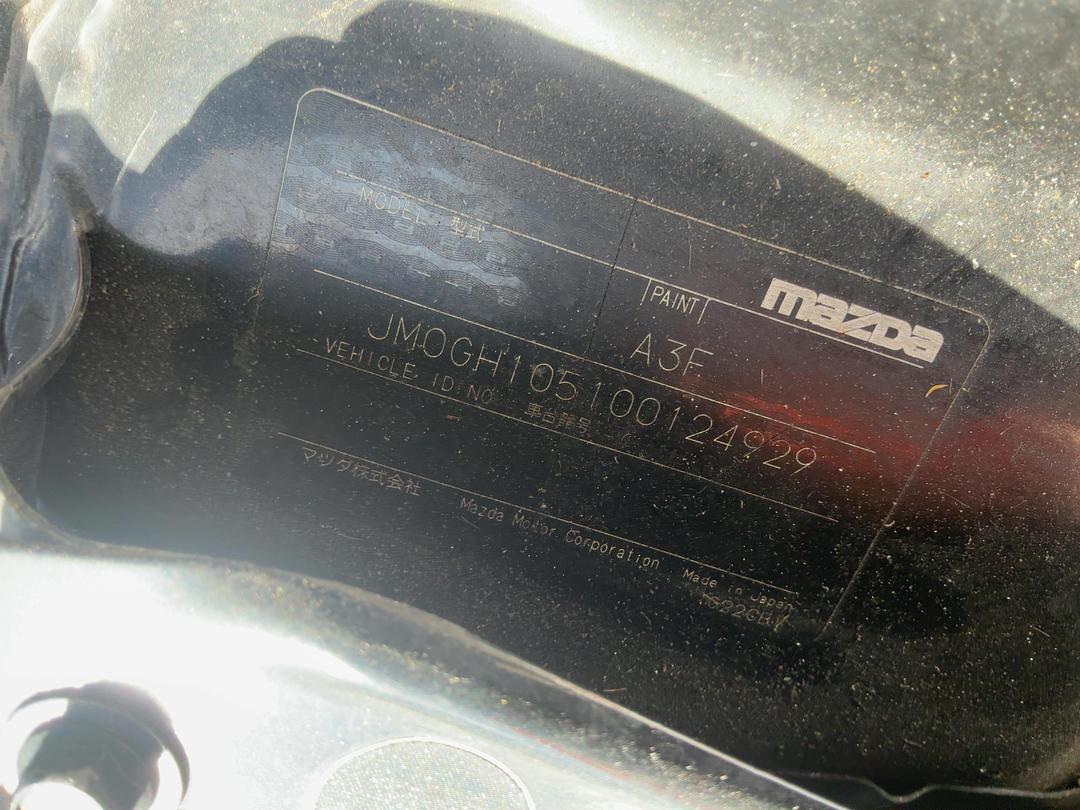 mazda
MODEL 型式
PAINT
A3F
JM0GH105100124929
VEHICLE ID NO 車台番号
マツダ株式会社 Mazda Motor Corporation Made in Japan